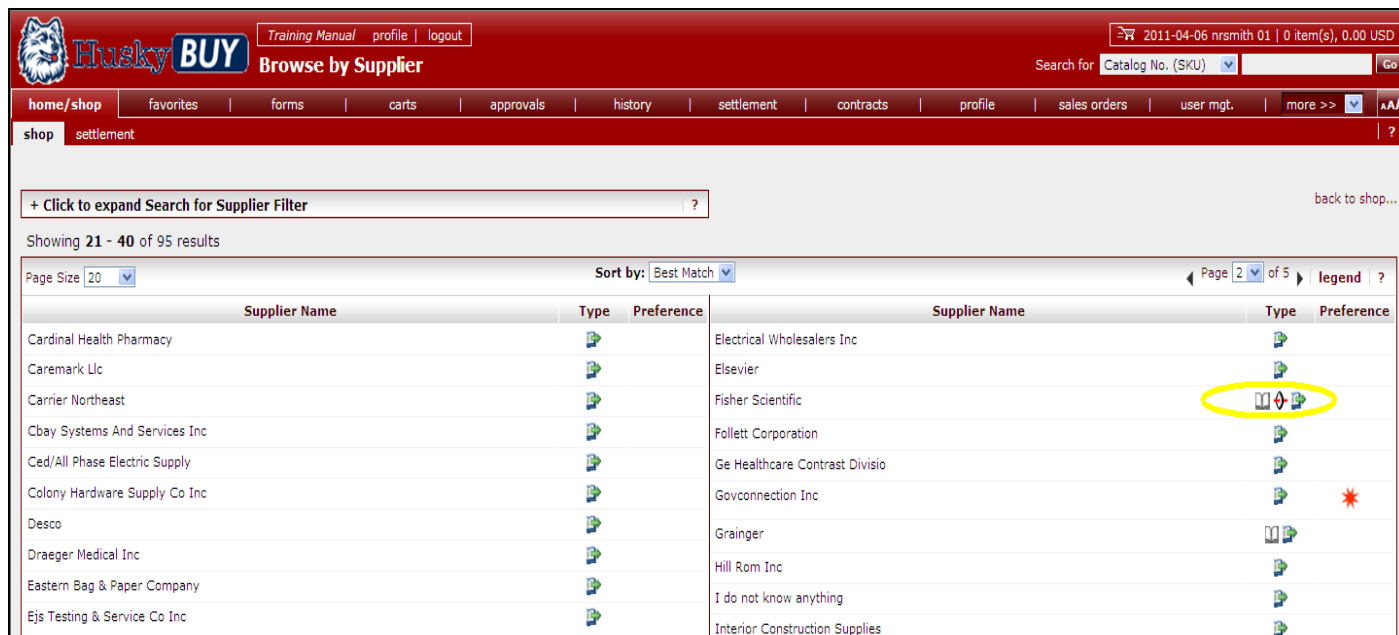 Husky BUY
Training Manual profile | logout
Browse by Supplier
2011-04-06 nrsmith 01 | 0 item(s), 0.00 USD
Search for Catalog No. (SKU) Go
home/shop favorites | forms | carts | approvals | history | settlement | contracts | profile | sales orders | user mgt. | more >>
shop settlement | ?
+ Click to expand Search for Supplier Filter ?
back to shop...
Showing 21 - 40 of 95 results
Page Size 20 Sort by: Best Match Page 2 of 5 legend ?
Supplier Name Type Preference Supplier Name Type Preference
Cardinal Health Pharmacy Electrical Wholesalers Inc
Caremark Llc Elsevier
Carrier Northeast Fisher Scientific
Cbay Systems And Services Inc Follett Corporation
Ced/All Phase Electric Supply Ge Healthcare Contrast Divisio
Colony Hardware Supply Co Inc Govconnection Inc
Desco Grainger
Draeger Medical Inc Hill Rom Inc
Eastern Bag & Paper Company I do not know anything
Ejs Testing & Service Co Inc Interior Construction Supplies